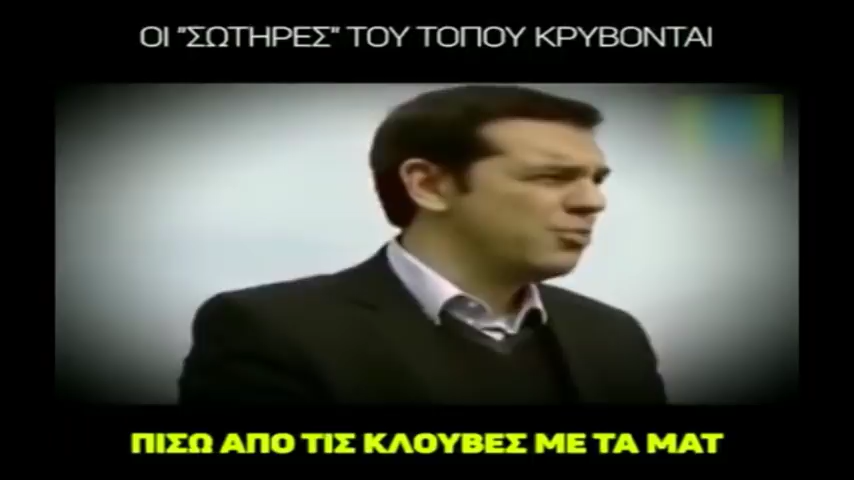 ΟΙ "ΣΩΤΗΡΕΣ" ΤΟΥ ΤΟΠΟΥ ΚΡΥΒΟΝΤΑΙ
ΠΙΣΩ ΑΠΟ ΤΙΣ ΚΛΟΥΒΕΣ ΜΕ ΤΑ ΜΑΤ